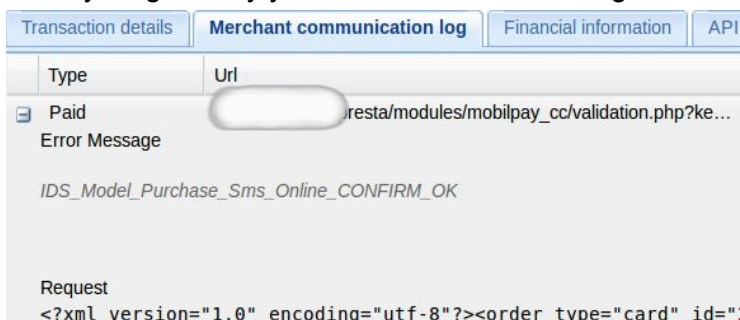 Transaction details Merchant communication log Financial information API
Type Url
Paid resta/modules/mobilpay_cc/validation.php?ke...
Error Message
IDS_Model_Purchase_Sms_Online_CONFIRM_OK
Request
<?xml version="1.0" encoding="utf-8"?><order type="card" id="